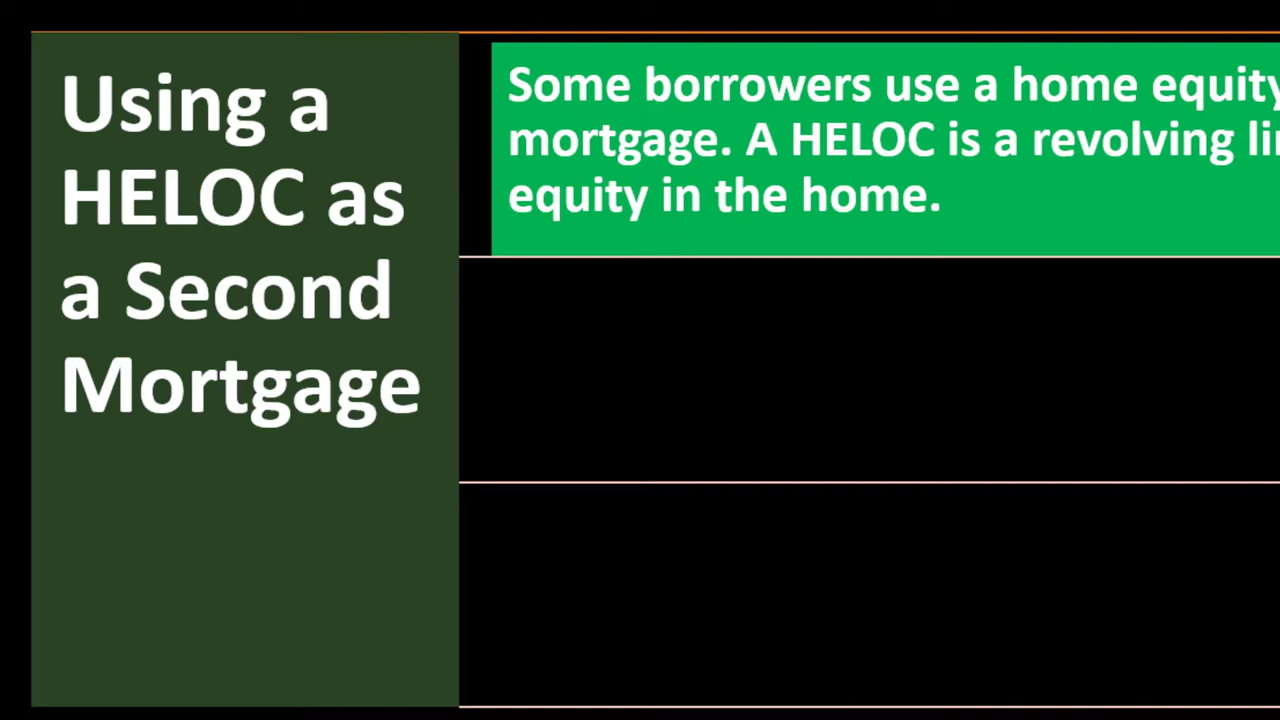 Using a
HELOC as
a Second
Mortgage
Some borrowers use a home equity
mortgage. A HELOC is a revolving
equity in the home.